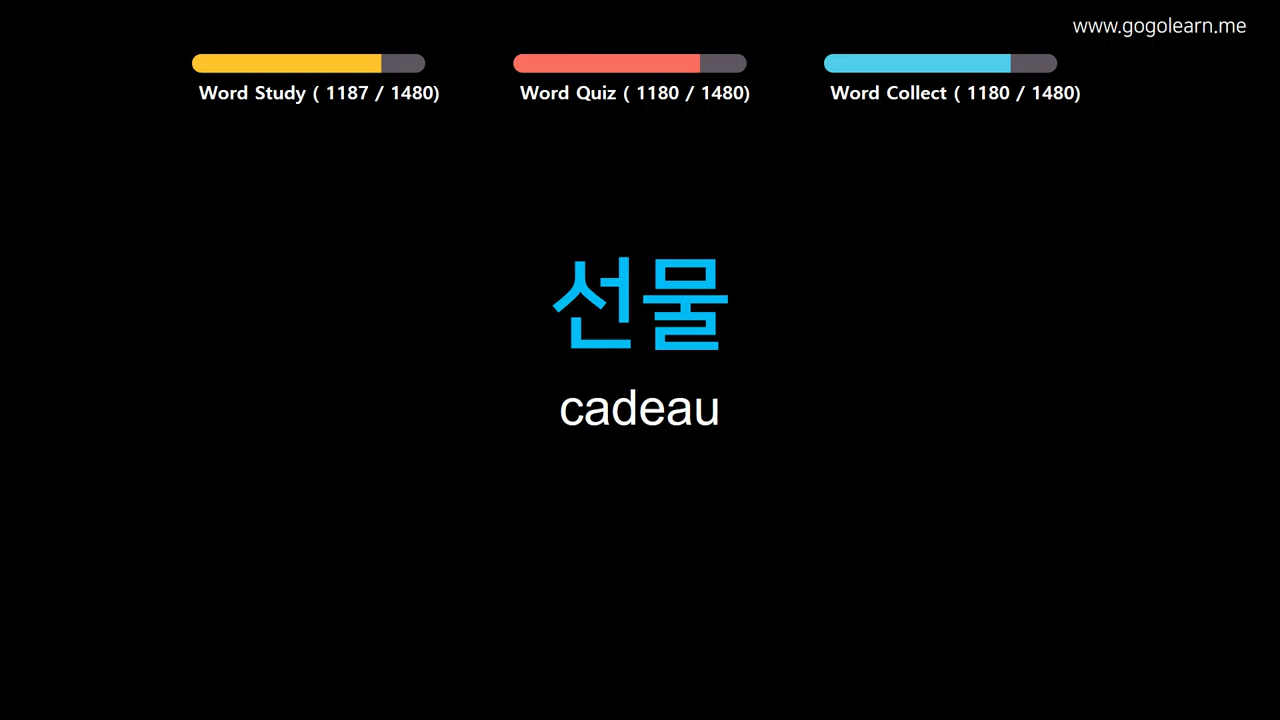 www.gogolearn.me
Word Study ( 1187 / 1480)
Word Quiz ( 1180 / 1480)
Word Collect ( 1180 / 1480)
선물
cadeau